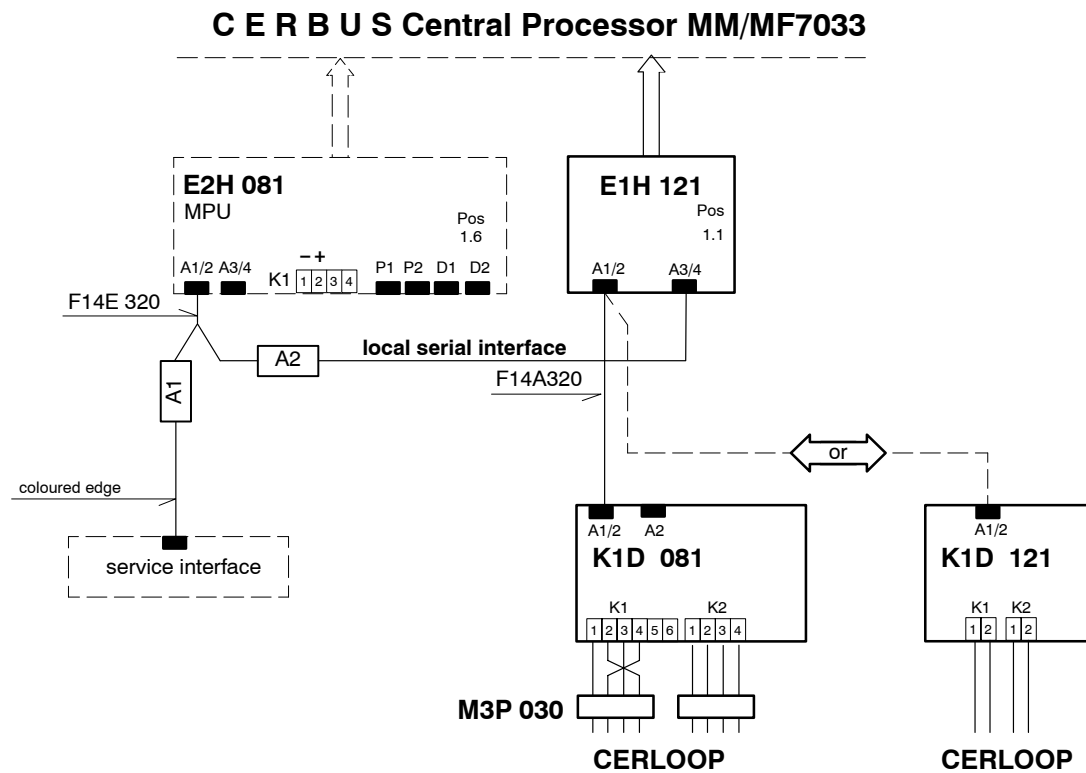 C E R B U S Central Processor MM/MF7033
E2H 081
MPU
Pos
1.6
A1/2 A3/4
K1
– +
1 2 3 4
P1 P2 D1 D2
E1H 121
Pos
1.1
A1/2
A3/4
F14E 320
A1
A2
local serial interface
F14A320
or
coloured edge
service interface
A1/2
A2
K1D 081
K1
K2
1 2 3 4 5 6
1 2 3 4
A1/2
K1D 121
K1 K2
1 2
1 2
M3P 030
CERLOOP
CERLOOP